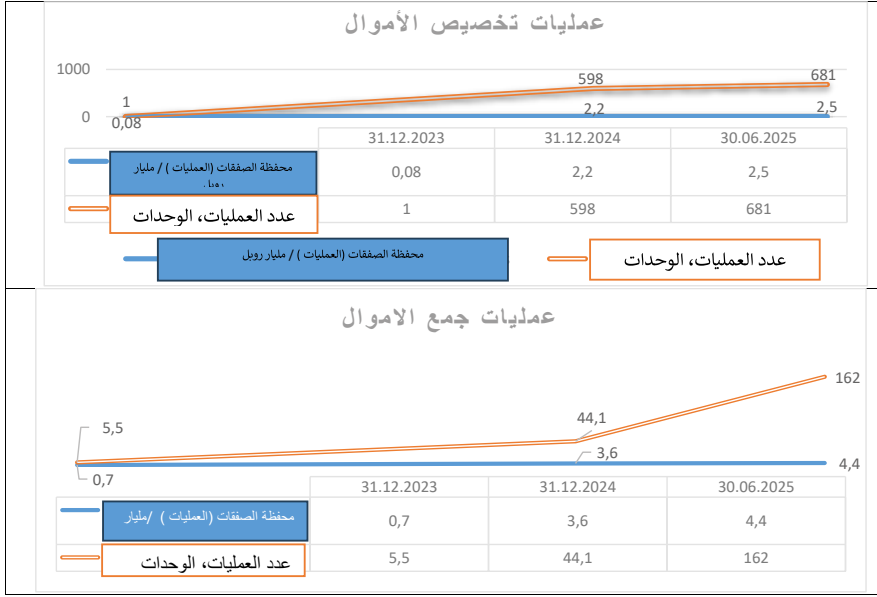 عمليات تخصيص الأموال
1000
598
681
1
0
0,08
2,2
2,5
31.12.2023 31.12.2024 30.06.2025
محفظة الصفقات (العمليات ) / مليار
0,08 2,2 2,5
عدد العمليات، الوحدات
1 598 681
محفظة الصفقات (العمليات ) / مليار روبل
عدد العمليات، الوحدات
عمليات جمع الاموال
162
44,1
5,5
3,6
4,4
0,7
31.12.2023 31.12.2024 30.06.2025
محفظة الصفقات (العمليات ) /مليار
0,7 3,6 4,4
عدد العمليات، الوحدات
5,5 44,1 162